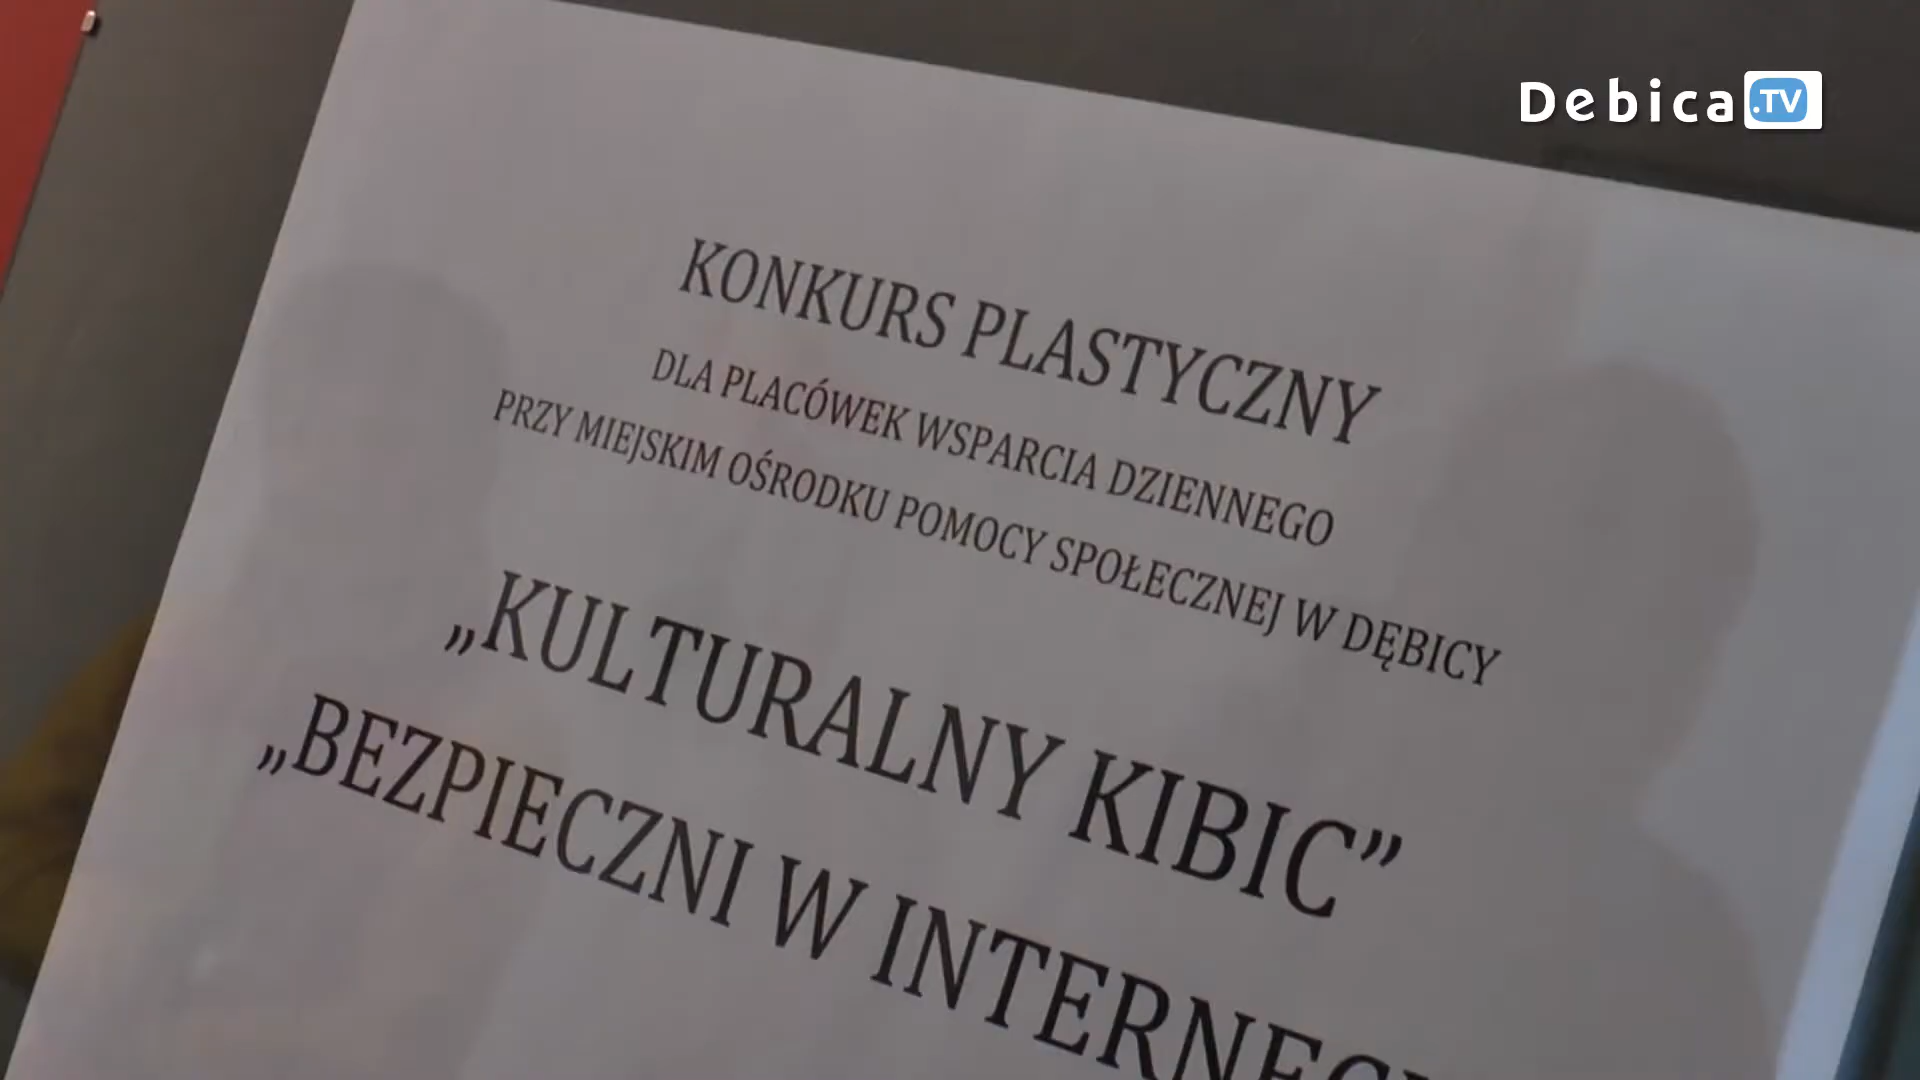 Debica.TV
KONKURS PLASTYCZNY
DLA PLACÓWEK WSPARCIA DZIENNEGO
PRZY MIEJSKIM OŚRODKU POMOCY SPOŁECZNEJ W DĘBICY
„KULTURALNY KIBIC”
„BEZPIECZNI W